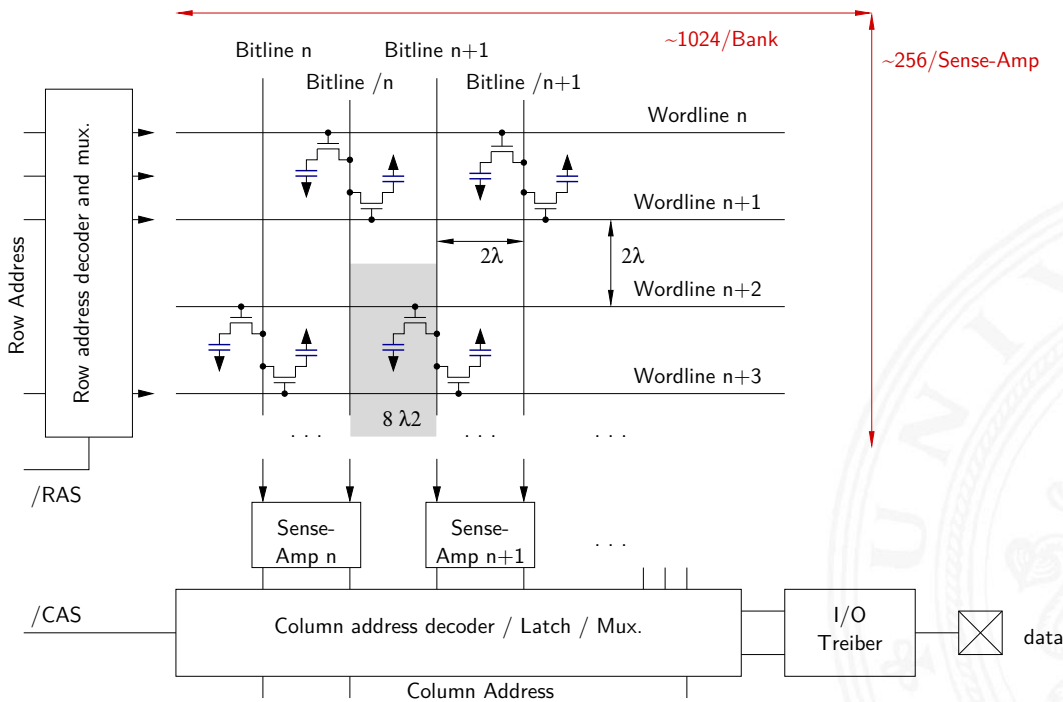 ~1024/Bank
~256/Sense-Amp
Bitline n
Bitline n+1
Bitline /n
Bitline /n+1
Wordline n
Wordline n+1
2λ
2λ
Wordline n+2
Wordline n+3
8 λ2
Row Address
Row address decoder and mux.
. . .
. . .
. . .
/RAS
Sense-
Amp n
Sense-
Amp n+1
. . .
/CAS
Column address decoder / Latch / Mux.
I/O
Treiber
data
Column Address
U N I V